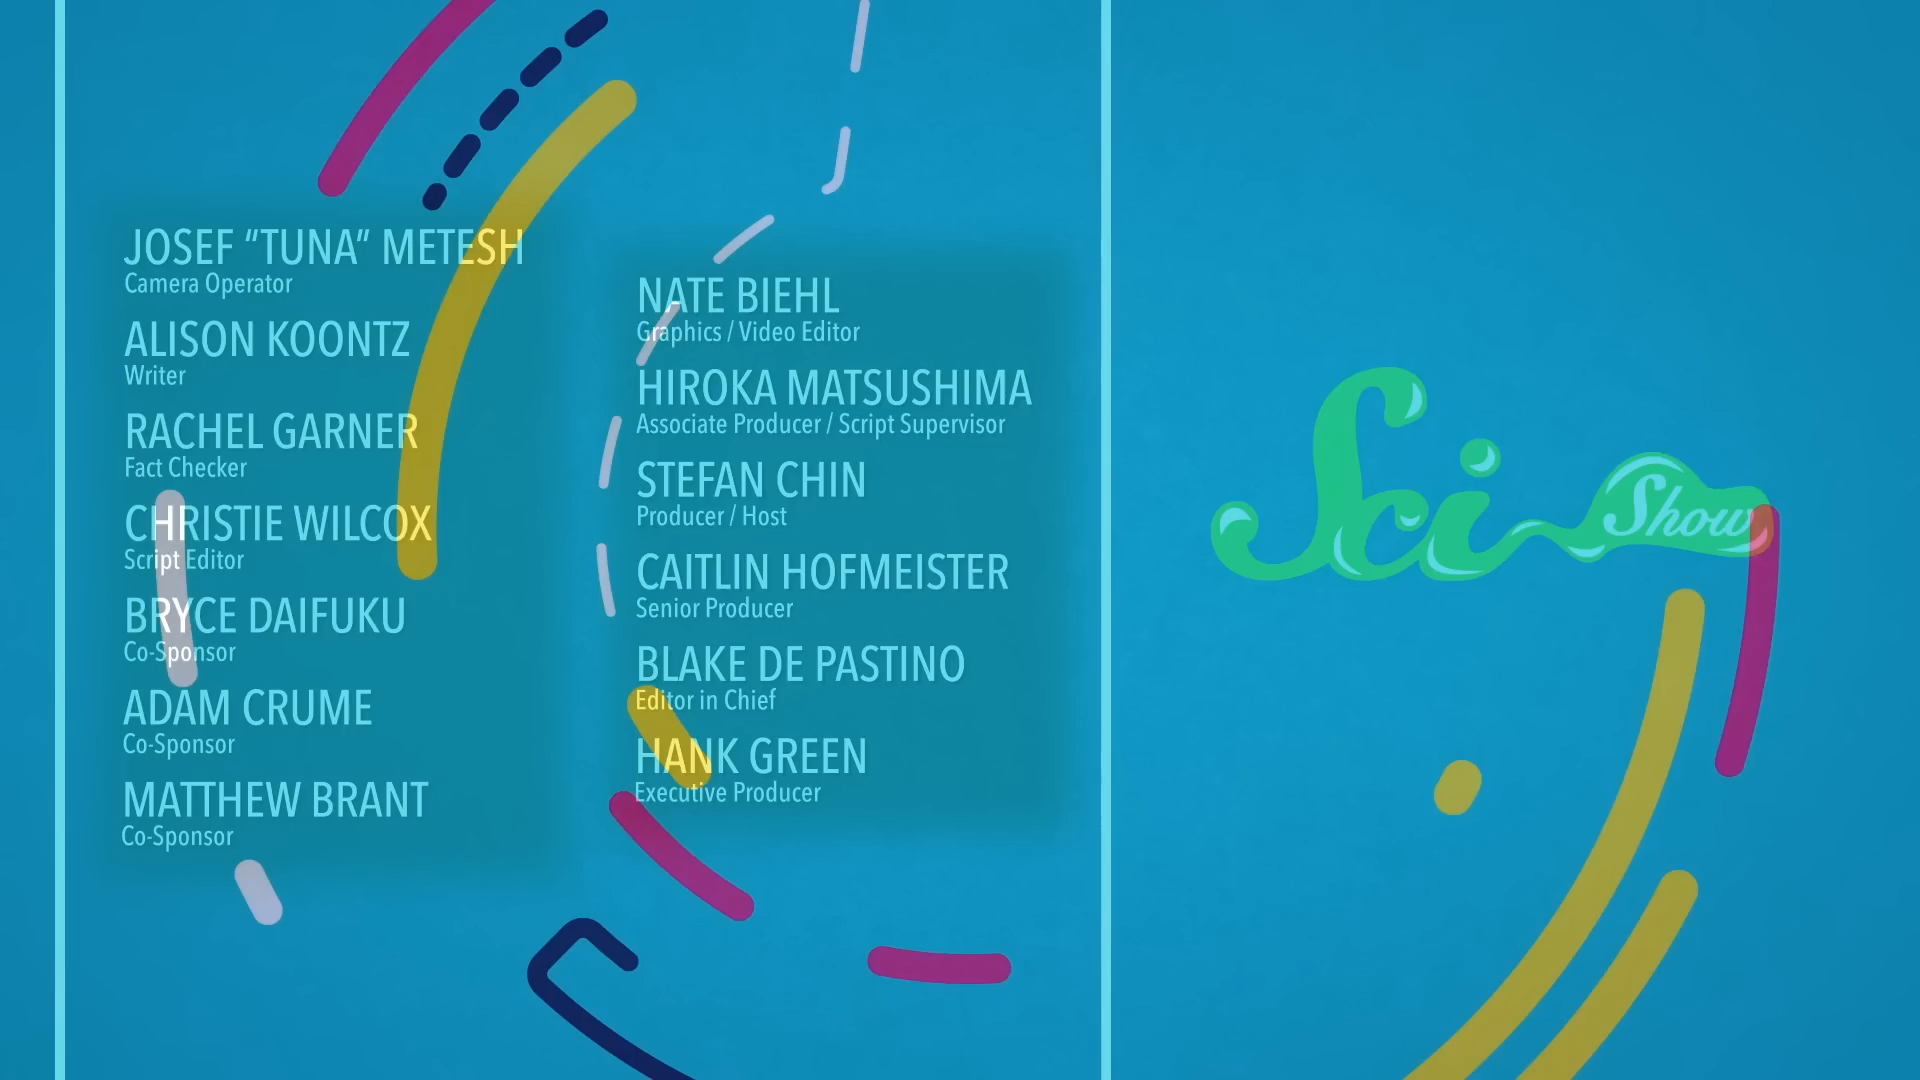 JOSEF “TUNA” METESH
Camera Operator
ALISON KOONTZ
Writer
RACHEL GARNER
Fact Checker
CHRISTIE WILCOX
Script Editor
BRYCE DAIFUKU
Co-Sponsor
ADAM CRUME
Co-Sponsor
MATTHEW BRANT
Co-Sponsor
NATE BIEHL
Graphics / Video Editor
HIROKA MATSUSHIMA
Associate Producer / Script Supervisor
STEFAN CHIN
Producer / Host
CAITLIN HOFMEISTER
Senior Producer
BLAKE DE PASTINO
Editor in Chief
HANK GREEN
Executive Producer
Sci Show